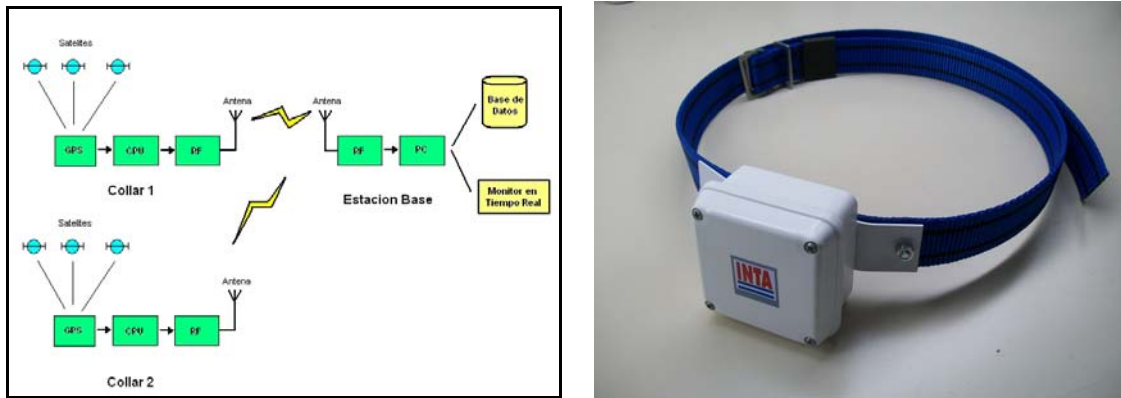 Satelites
Antena
Antena
GPS
CPU
RF
RF
PC
Base de
Datos
Monitor en
Tiempo Real
Collar 1
Estacion Base
Satelites
Antena
GPS
CPU
RF
Collar 2
INTA